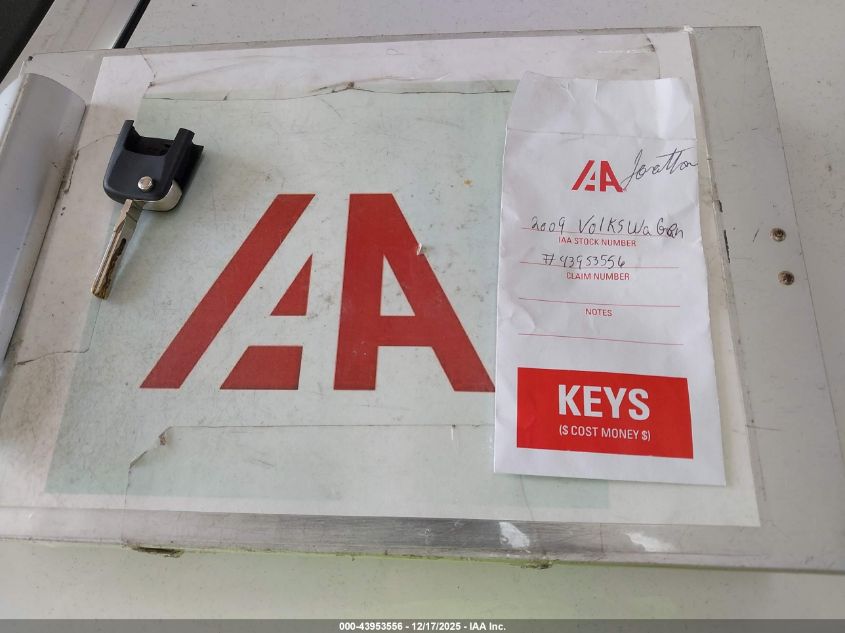 IAA
IAA
2009 VolksWaGen
IAA STOCK NUMBER
#43953556
CLAIM NUMBER
NOTES
KEYS
($ COST MONEY $)
000-43953556 - 12/17/2025 - IAA Inc.